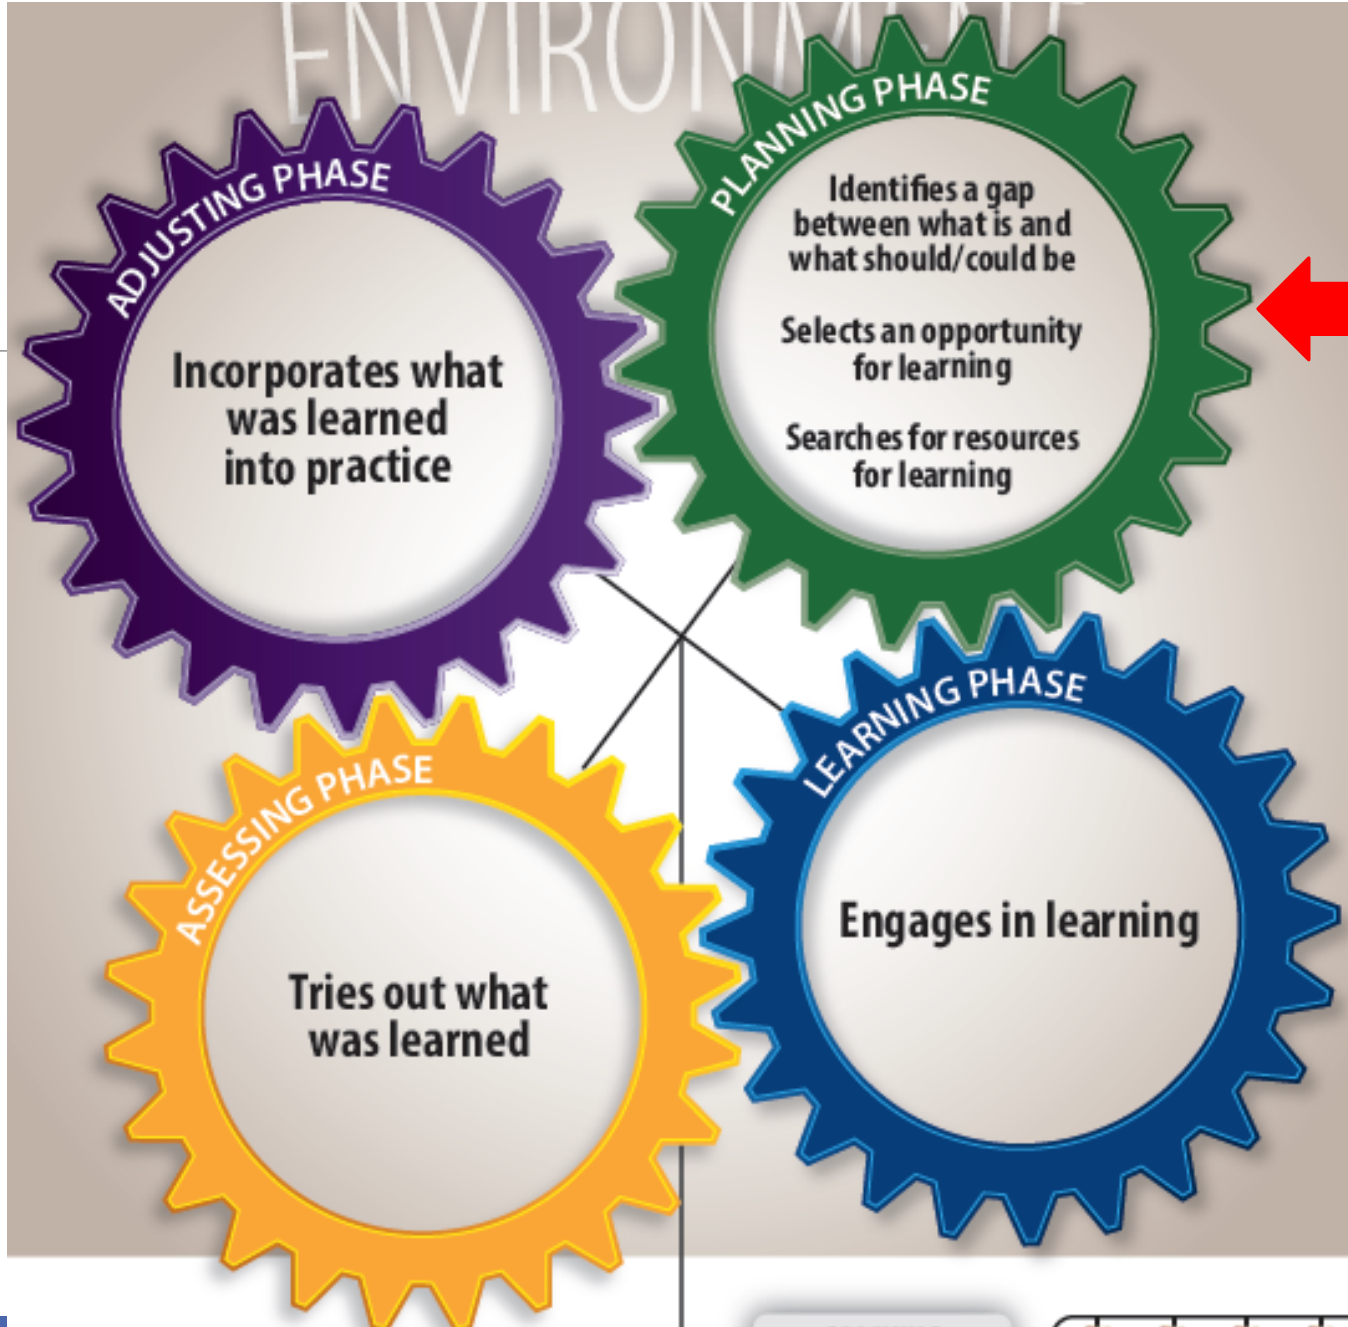 ENVIRONMENT
ADJUSTING PHASE
Incorporates what
was learned
into practice
PLANNING PHASE
Identifies a gap
between what is and
what should/could be
Selects an opportunity
for learning
Searches for resources
for learning
LEARNING PHASE
Engages in learning
ASSESSING PHASE
Tries out what
was learned